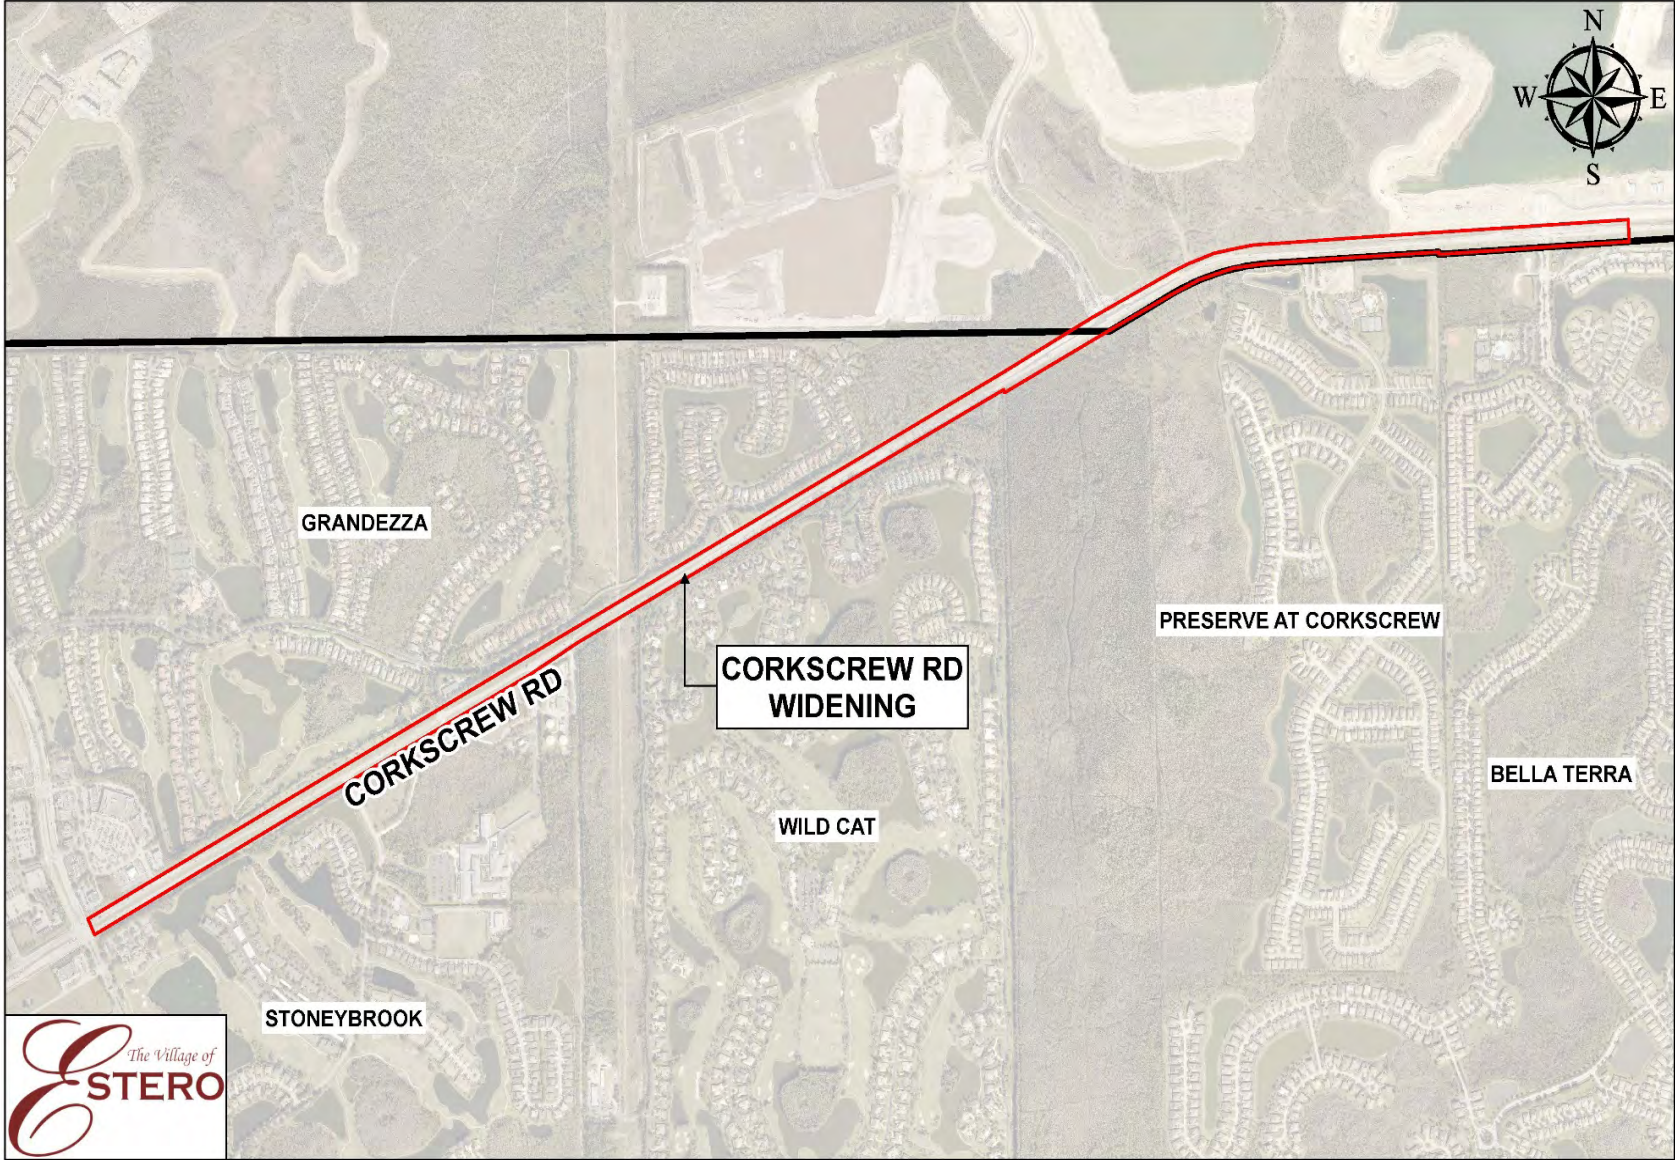 N
W E
S
GRANDEZZA
PRESERVE AT CORKSCREW
CORKSCREW RD
WIDENING
CORKSCREW RD
BELLA TERRA
WILD CAT
STONEYBROOK
The Village of
ESTERO